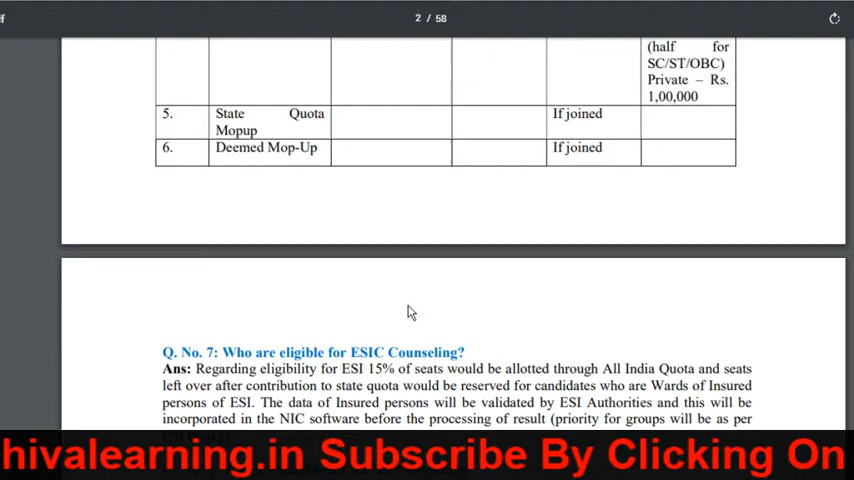 2 / 58
(half for
SC/ST/OBC)
Private – Rs.
1,00,000
5. State Quota Mopup If joined
6. Deemed Mop-Up If joined
Q. No. 7: Who are eligible for ESIC Counseling?
Ans: Regarding eligibility for ESI 15% of seats would be allotted through All India Quota and seats
left over after contribution to state quota would be reserved for candidates who are Wards of Insured
persons of ESI. The data of Insured persons will be validated by ESI Authorities and this will be
incorporated in the NIC software before the processing of result (priority for groups will be as per
hivalearning.in Subscribe By Clicking On